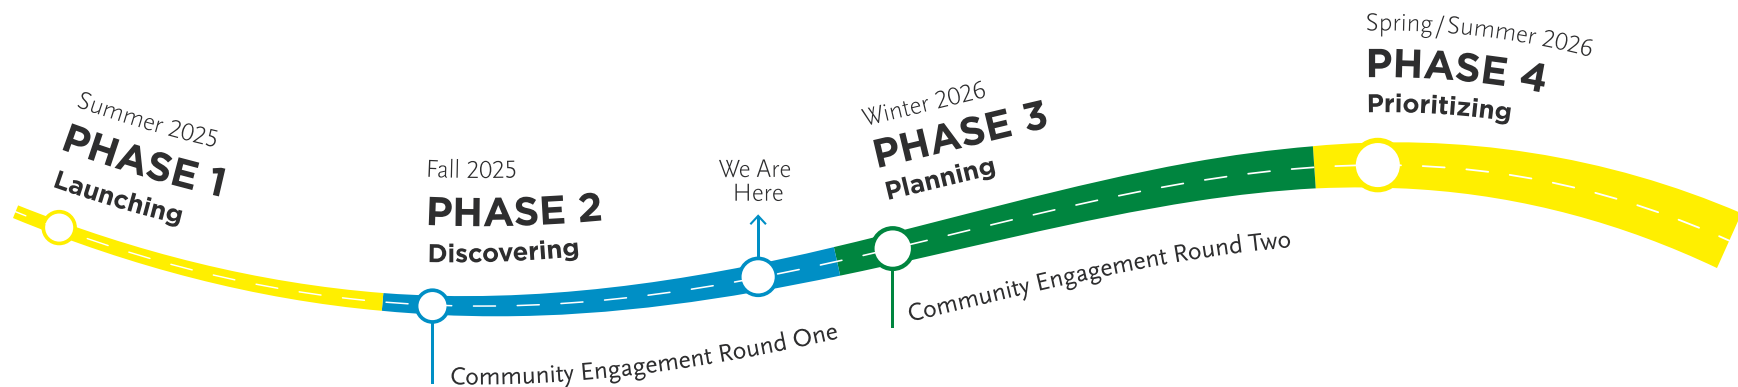 Summer 2025
PHASE 1
Launching
Fall 2025
PHASE 2
Discovering
Community Engagement Round One
We Are
Here
Winter 2026
PHASE 3
Planning
Community Engagement Round Two
Spring/Summer 2026
PHASE 4
Prioritizing